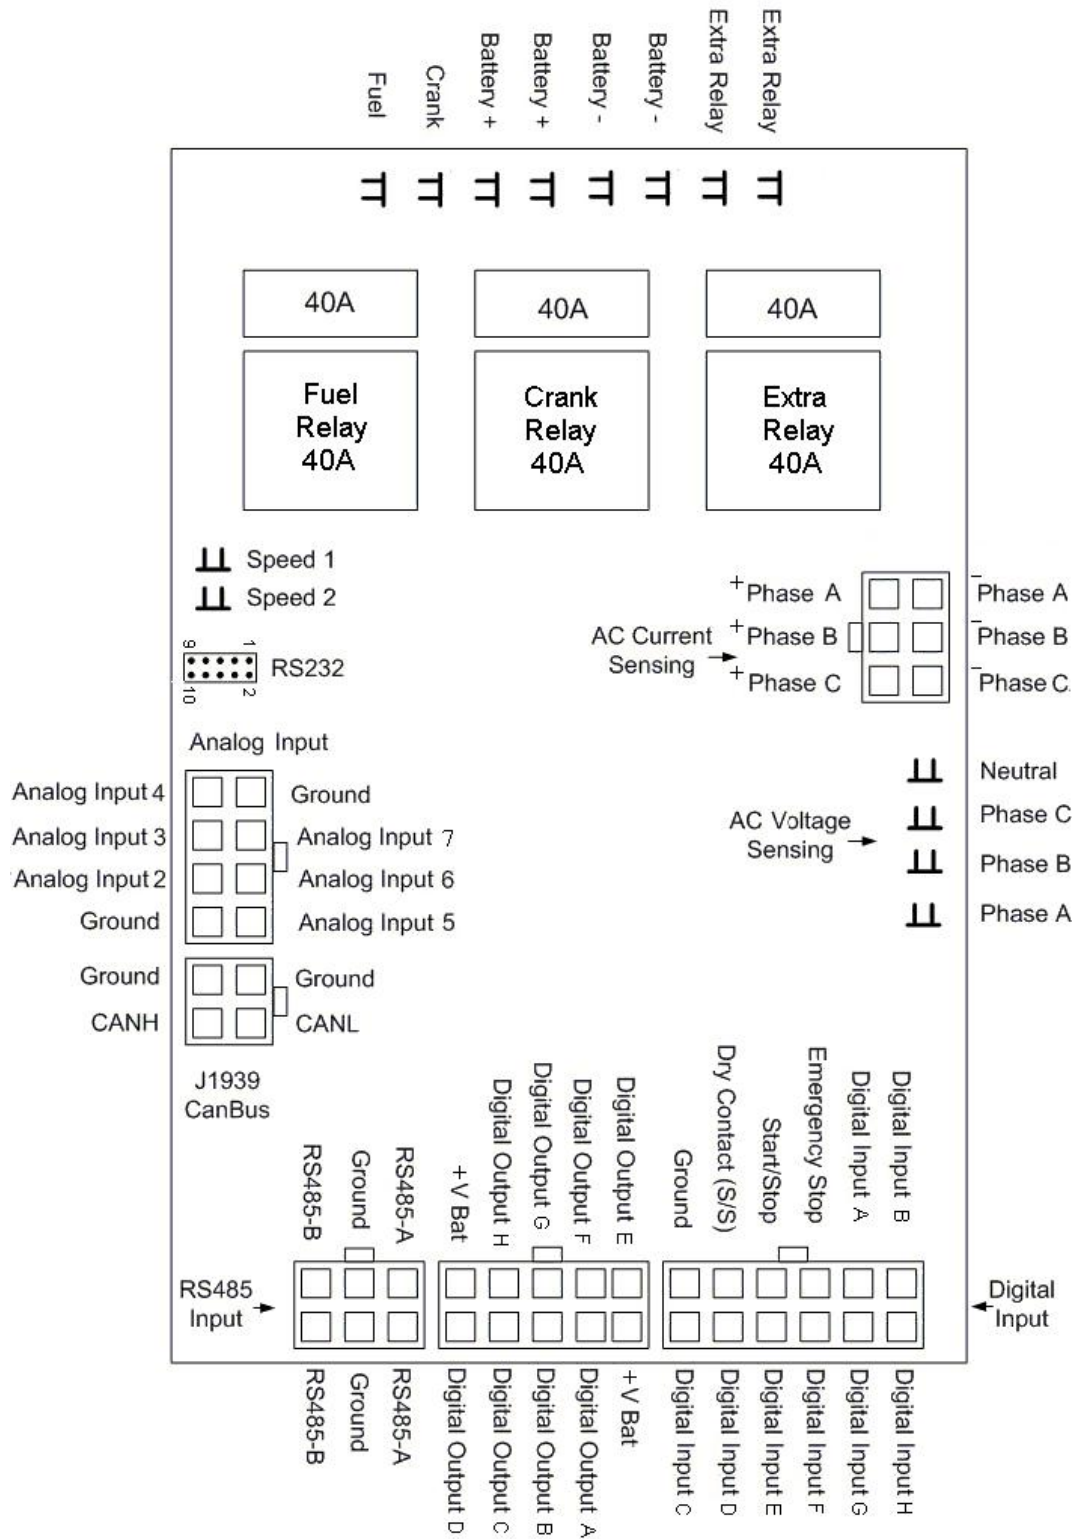 Fuel
Crank
Battery +
Battery +
Battery -
Battery -
Extra Relay
Extra Relay
40A
40A
40A
Fuel
Relay
40A
Crank
Relay
40A
Extra
Relay
40A
Speed 1
Speed 2
9
1
10
2
RS232
AC Current
Sensing
+ Phase A
+ Phase B
+ Phase C
- Phase A
- Phase B
- Phase C
Analog Input
Analog Input 4
Analog Input 3
Analog Input 2
Ground
Ground
Analog Input 7
Analog Input 6
Analog Input 5
Neutral
Phase C
Phase B
Phase A
AC Voltage
Sensing
Ground
CANH
Ground
CANL
J1939
CanBus
RS485-B
Ground
RS485-A
+V Bat
Digital Output H
Digital Output G
Digital Output F
Digital Output E
Ground
Dry Contact (S/S)
Start/Stop
Emergency Stop
Digital Input A
Digital Input B
RS485
Input
Digital
Input
RS485-B
Ground
RS485-A
Digital Output D
Digital Output C
Digital Output B
Digital Output A
+V Bat
Digital Input C
Digital Input D
Digital Input E
Digital Input F
Digital Input G
Digital Input H